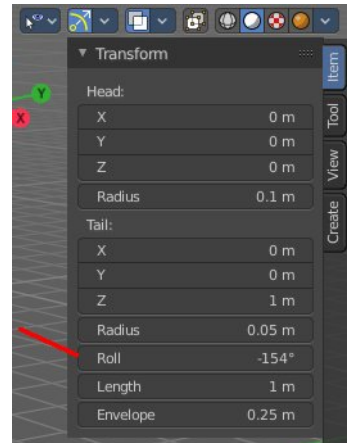 Transform
Head:
X 0 m
Y 0 m
Z 0 m
Radius 0.1 m
Tail:
X 0 m
Y 0 m
Z 1 m
Radius 0.05 m
Roll -154°
Length 1 m
Envelope 0.25 m
Item
Tool
View
Create
Y
X